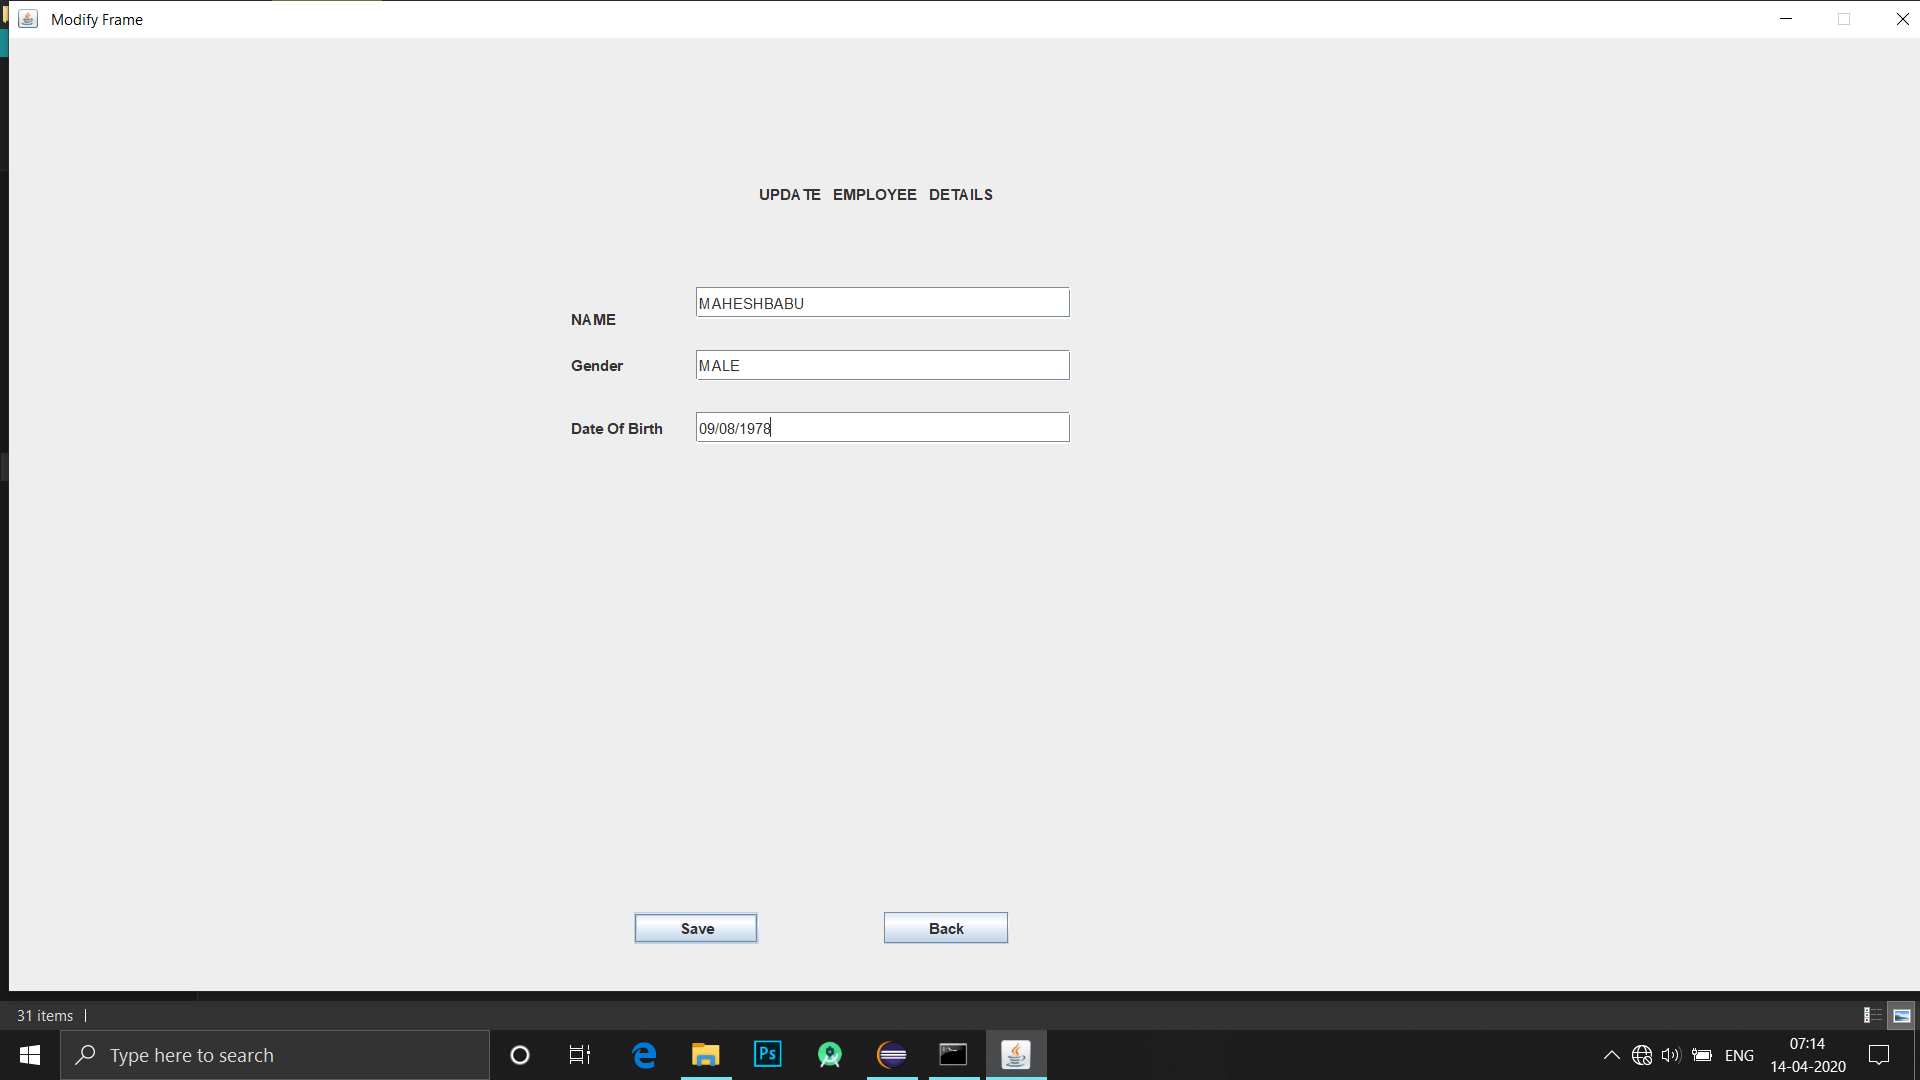 Modify Frame
UPDATE EMPLOYEE DETAILS
NAME MAHESHBABU
Gender MALE
Date Of Birth 09/08/1978
Save Back
31 items
Type here to search
Ps
ENG
07:14
14-04-2020